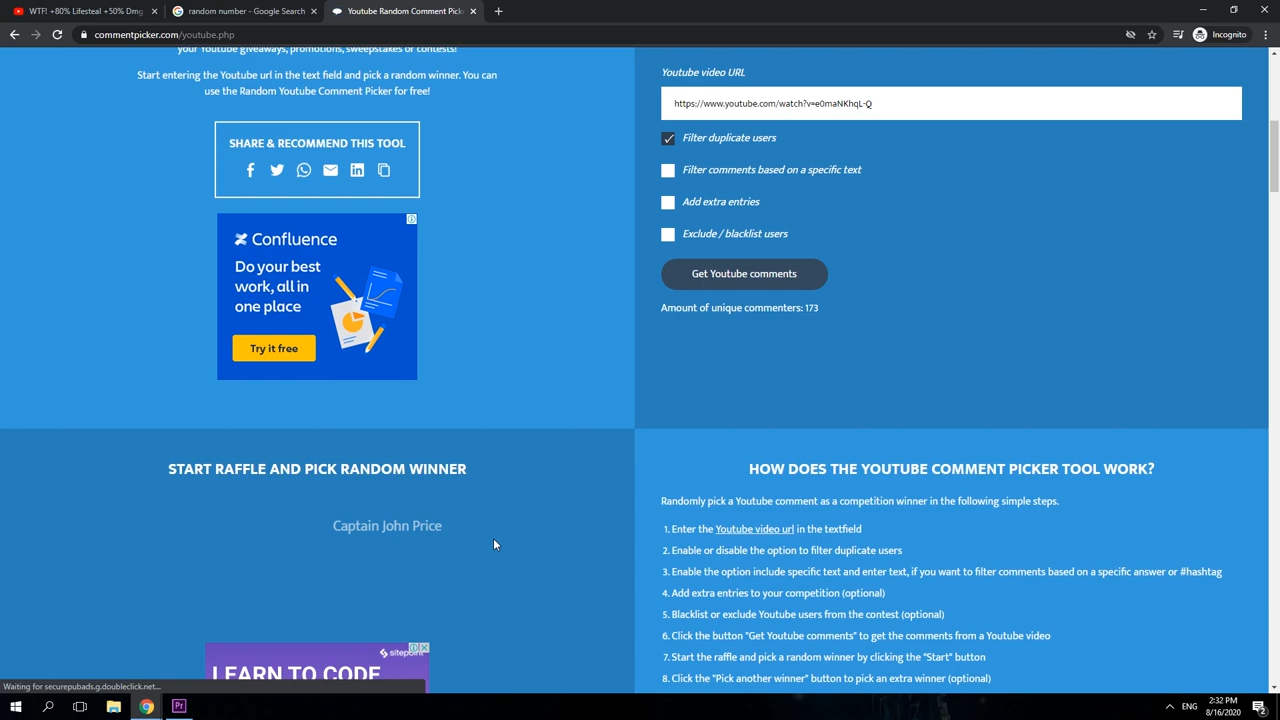 WTF! +80% Lifesteal +50% Dmg
random number - Google Search
Youtube Random Comment Pick
commentpicker.com/youtube.php
Incognito
your Youtube giveaways, promotions, sweepstakes or contests!
Start entering the Youtube url in the text field and pick a random winner. You can
use the Random Youtube Comment Picker for free!
SHARE & RECOMMEND THIS TOOL
Confluence
Do your best
work, all in
one place
Try it free
Youtube video URL
https://www.youtube.com/watch?v=e0maNKhqL-Q
Filter duplicate users
Filter comments based on a specific text
Add extra entries
Exclude / blacklist users
Get Youtube comments
Amount of unique commenters: 173
START RAFFLE AND PICK RANDOM WINNER
Captain John Price
sitepoint
LEARN TO CODE
HOW DOES THE YOUTUBE COMMENT PICKER TOOL WORK?
Randomly pick a Youtube comment as a competition winner in the following simple steps.
1. Enter the Youtube video url in the textfield
2. Enable or disable the option to filter duplicate users
3. Enable the option include specific text and enter text, if you want to filter comments based on a specific answer or #hashtag
4. Add extra entries to your competition (optional)
5. Blacklist or exclude Youtube users from the contest (optional)
6. Click the button "Get Youtube comments" to get the comments from a Youtube video
7. Start the raffle and pick a random winner by clicking the "Start" button
8. Click the "Pick another winner" button to pick an extra winner (optional)
Waiting for securepubads.g.doubleclick.net...
Pr
ENG
2:32 PM
8/16/2020
2